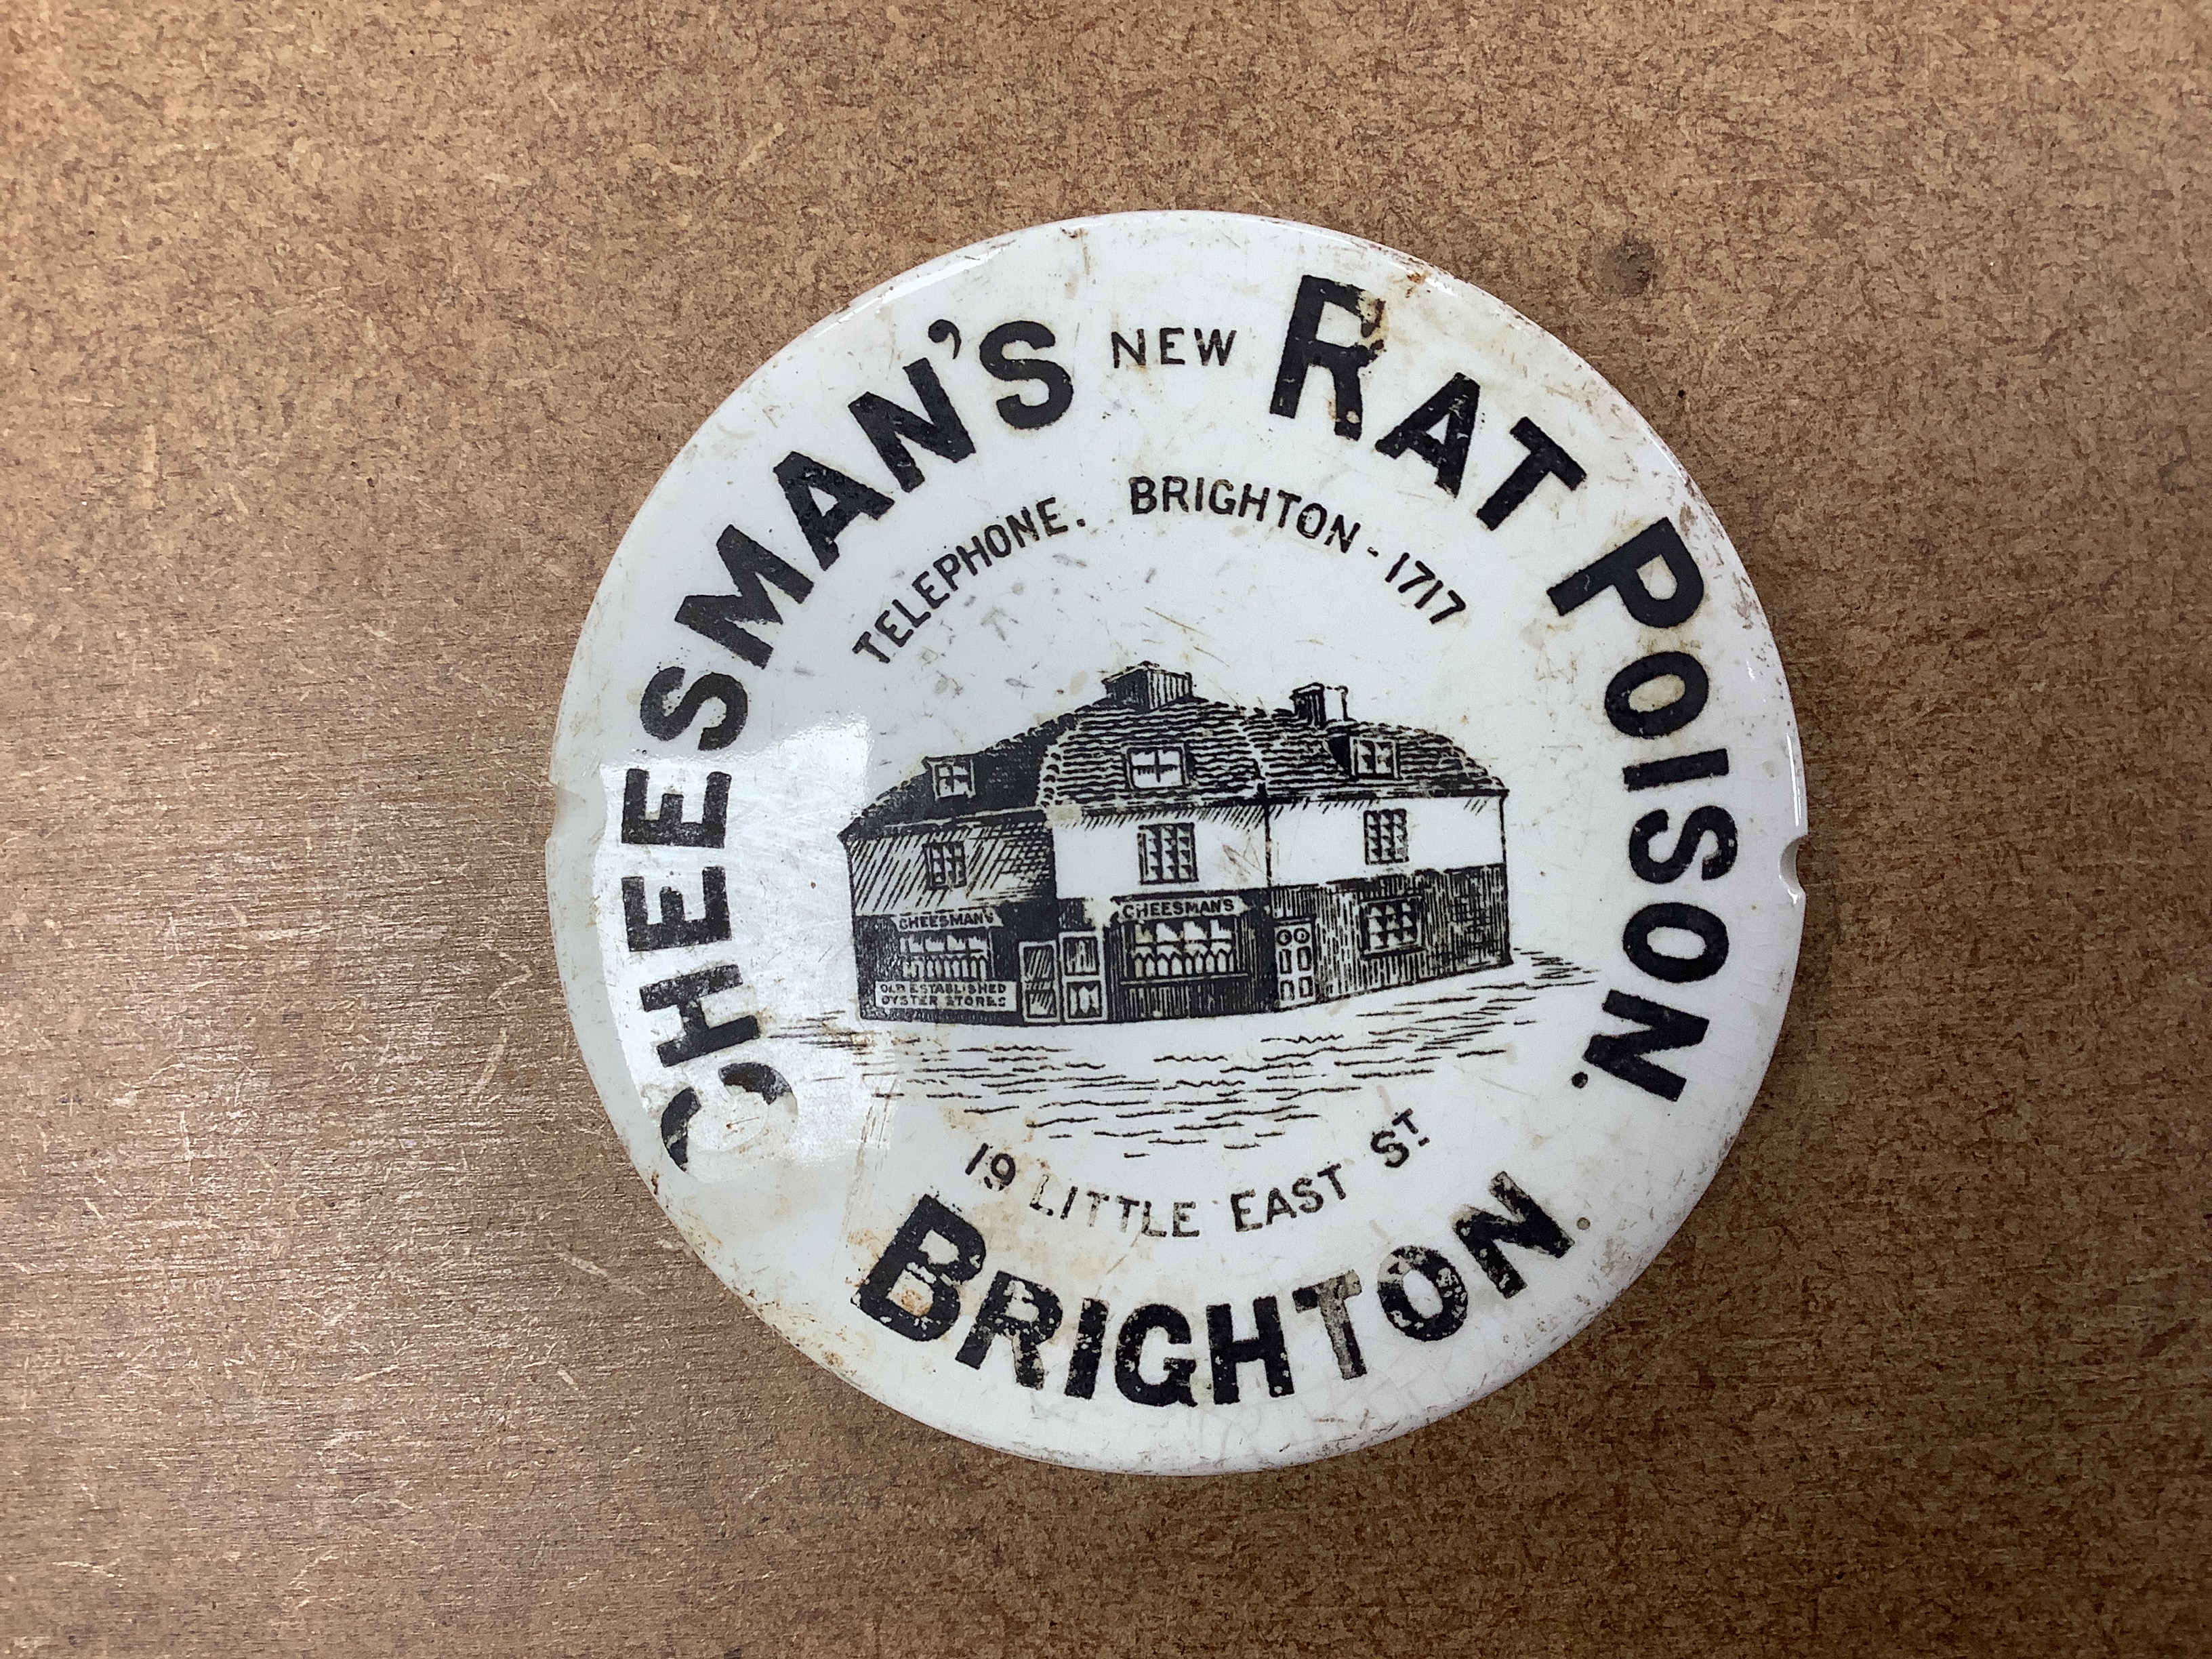 CHEESMAN'S NEW RAT POISON.
TELEPHONE. BRIGHTON-1717
CHEESMAN'S
CHEESMAN'S
OLD ESTABLISHED
OYSTER STORES
19 LITTLE EAST ST
BRIGHTON.